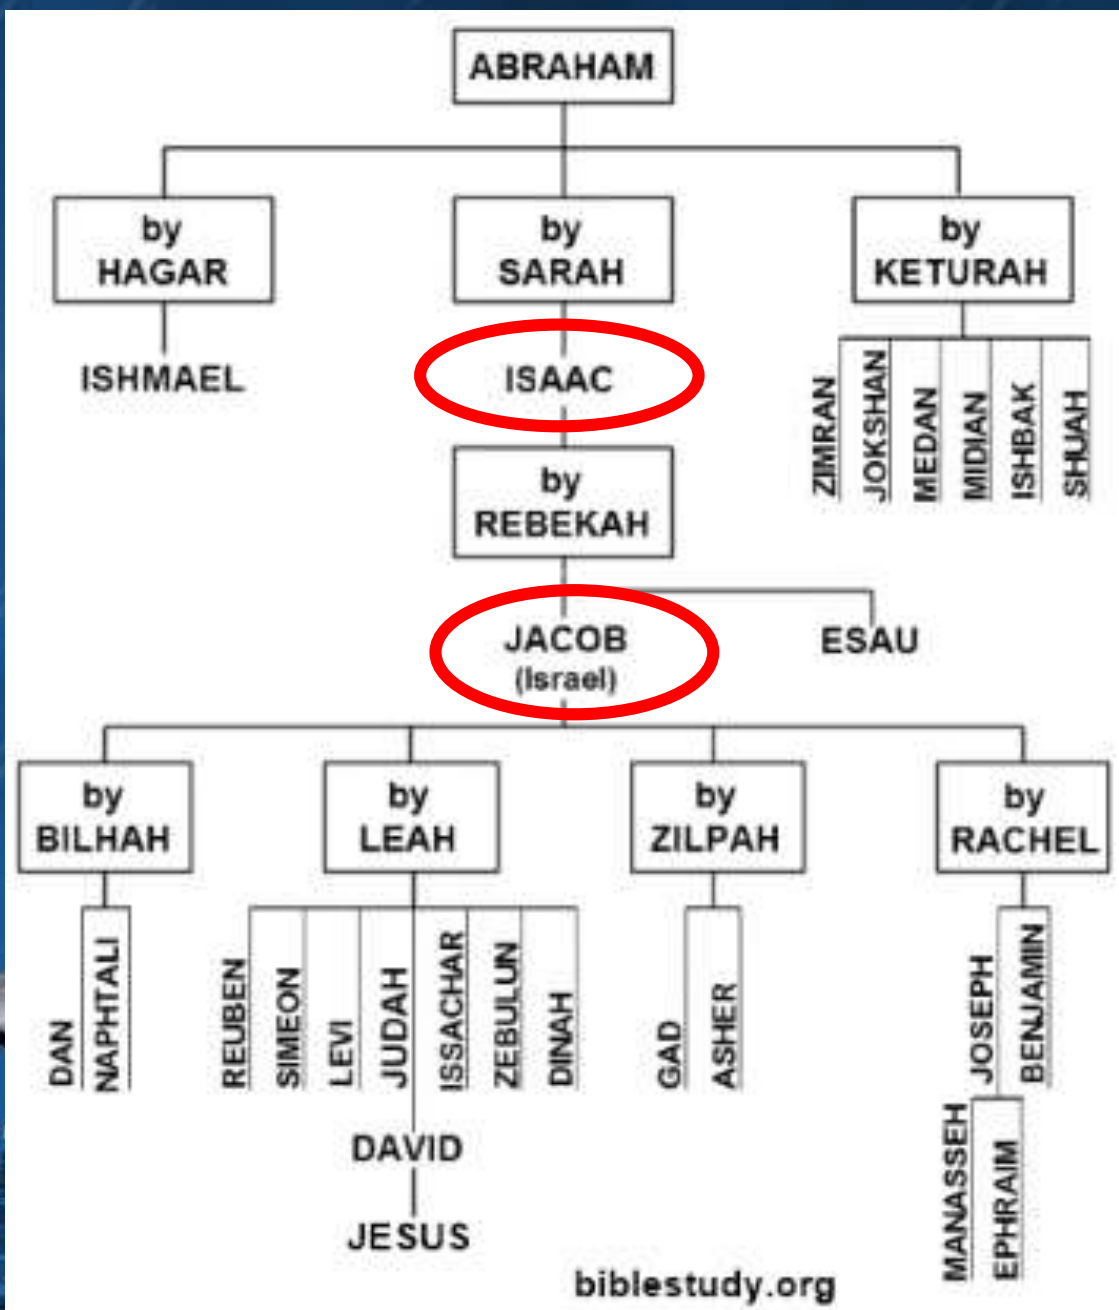 ABRAHAM
by
HAGAR
by
SARAH
by
KETURAH
ISHMAEL
ISAAC
ZIMRAN
JOKSHAN
MEDAN
MIDIAN
ISHBAK
SHUAH
by
REBEKAH
JACOB
(Israel)
ESAU
by
BILHAH
by
LEAH
by
ZILPAH
by
RACHEL
DAN
NAPHTALI
REUBEN
SIMEON
LEVI
JUDAH
ISSACHAR
ZEBULUN
DINAH
GAD
ASHER
JOSEPH
BENJAMIN
DAVID
JESUS
MANASSEH
EPHRAIM
biblestudy.org